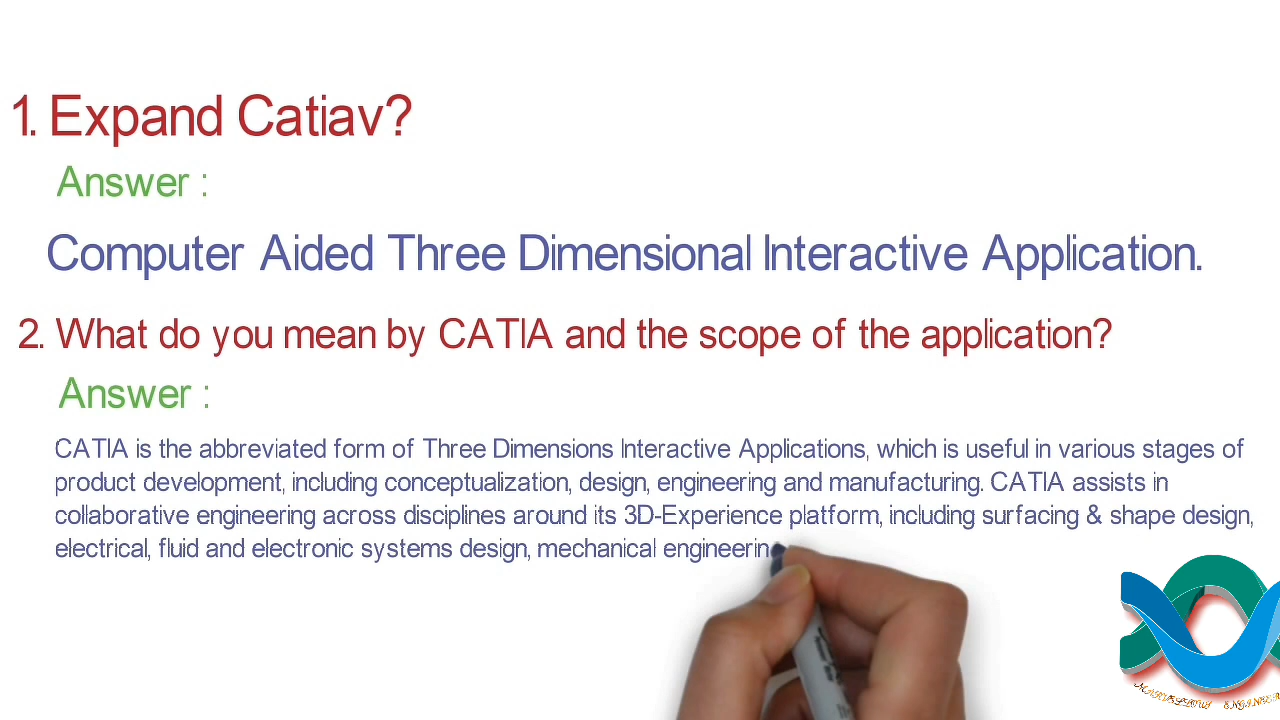 1. Expand Catiav?
Answer :
Computer Aided Three Dimensional Interactive Application.
2. What do you mean by CATIA and the scope of the application?
Answer :
CATIA is the abbreviated form of Three Dimensions Interactive Applications, which is useful in various stages of
product development, including conceptualization, design, engineering and manufacturing. CATIA assists in
collaborative engineering across disciplines around its 3D-Experience platform, including surfacing & shape design,
electrical, fluid and electronic systems design, mechanical engineerin